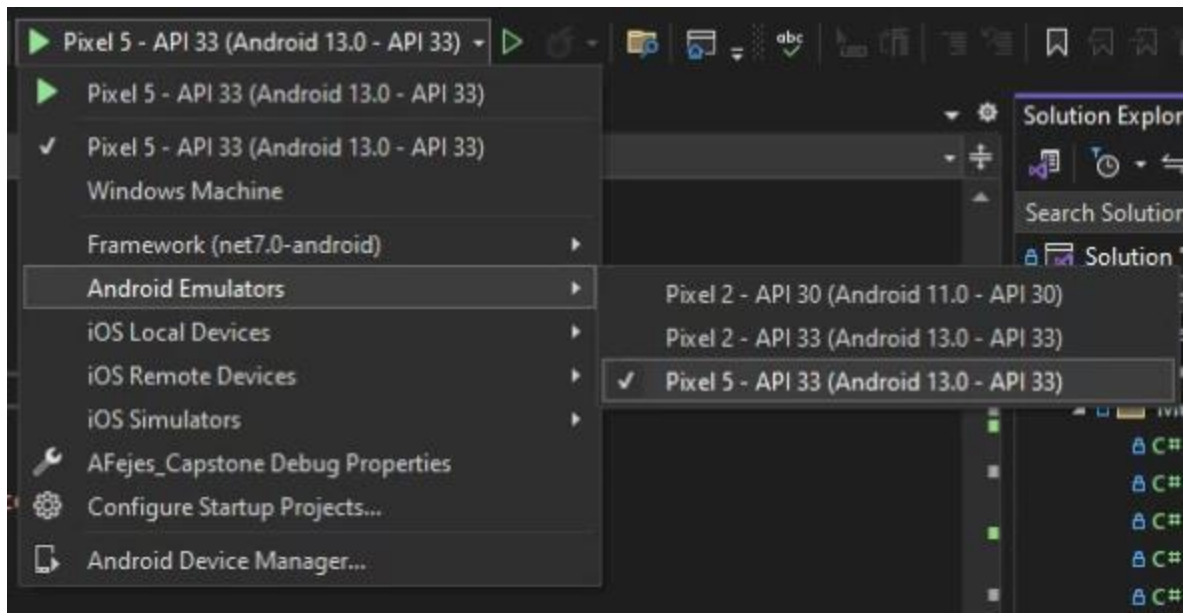 Pixel 5 - API 33 (Android 13.0 - API 33)
abc
Pixel 5 - API 33 (Android 13.0 - API 33)
Pixel 5 - API 33 (Android 13.0 - API 33)
Windows Machine
Framework (net7.0-android)
Android Emulators
iOS Local Devices
iOS Remote Devices
iOS Simulators
AFejes_Capstone Debug Properties
Configure Startup Projects...
Android Device Manager...
Pixel 2 - API 30 (Android 11.0 - API 30)
Pixel 2 - API 33 (Android 13.0 - API 33)
Pixel 5 - API 33 (Android 13.0 - API 33)
Solution Explor
Search Solution
Solution '
C#
C#
C#
C#
C#